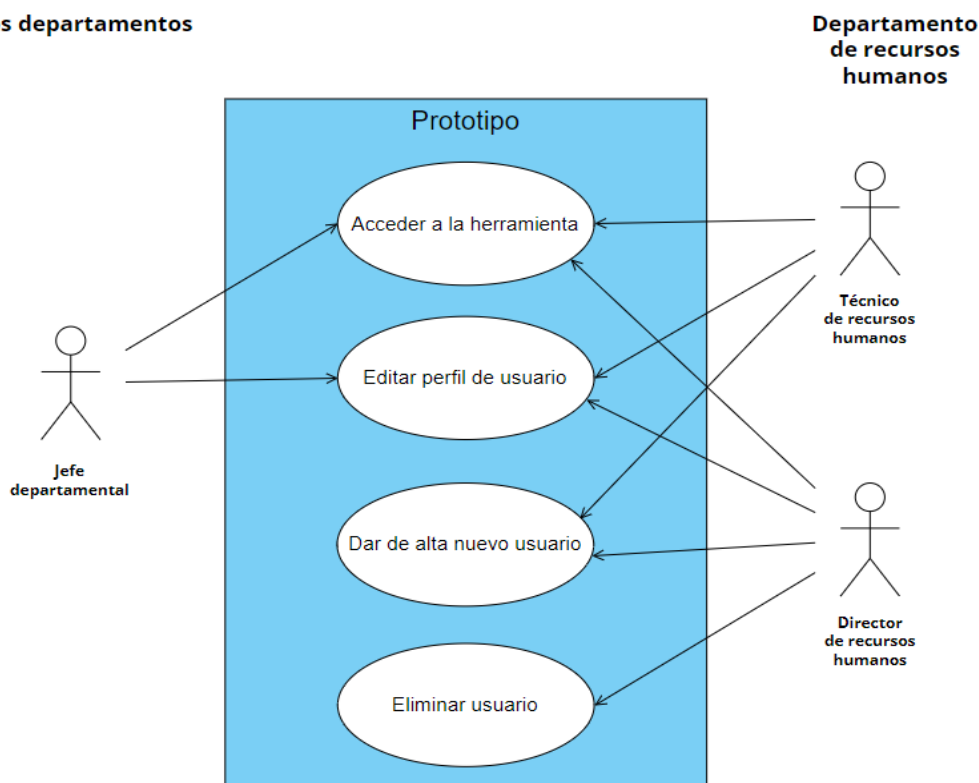 departamentos
Departamento
de recursos
humanos
Prototipo
Acceder a la herramienta
Técnico
de recursos
humanos
Editar perfil de usuario
Jefe
departamental
Dar de alta nuevo usuario
Director
de recursos
humanos
Eliminar usuario